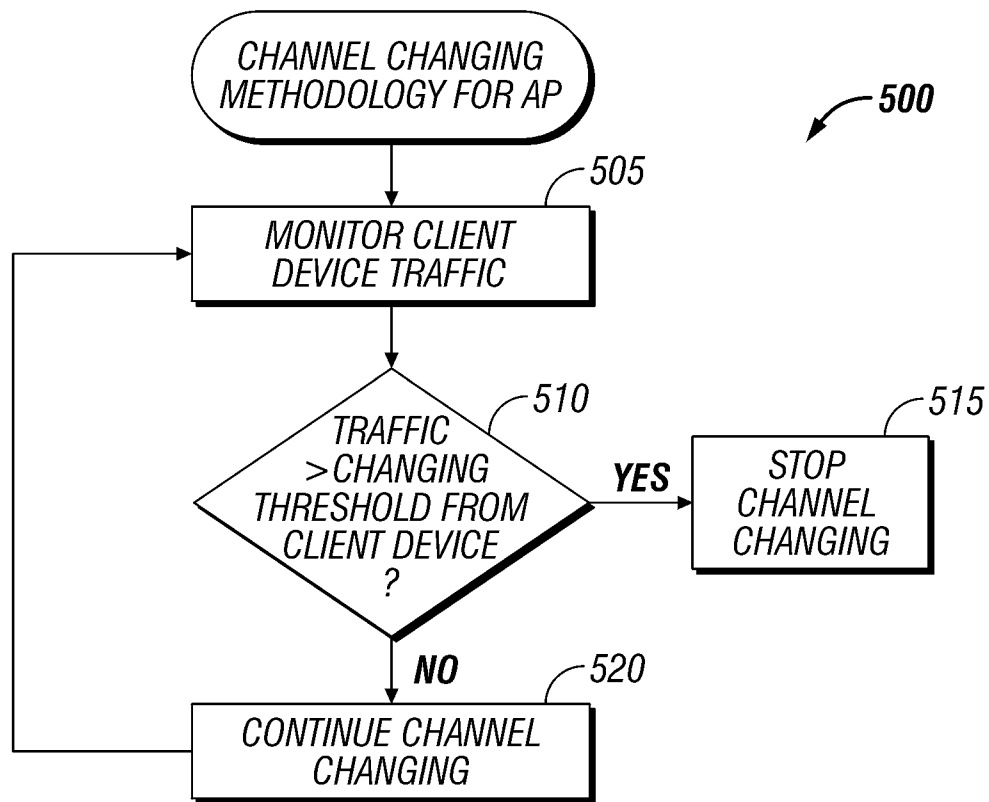 CHANNEL CHANGING
METHODOLOGY FOR AP
500
505
MONITOR CLIENT
DEVICE TRAFFIC
510
TRAFFIC
> CHANGING
THRESHOLD FROM
CLIENT DEVICE
?
YES
515
STOP
CHANNEL
CHANGING
NO
520
CONTINUE CHANNEL
CHANGING